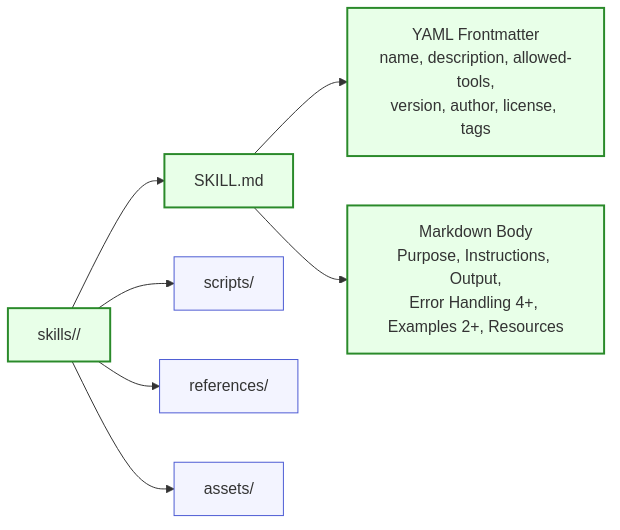 YAML Frontmatter
name, description, allowed-
tools,
version, author, license,
tags
SKILL.md
Markdown Body
Purpose, Instructions,
Output,
Error Handling 4+,
Examples 2+, Resources
scripts/
skills//
references/
assets/